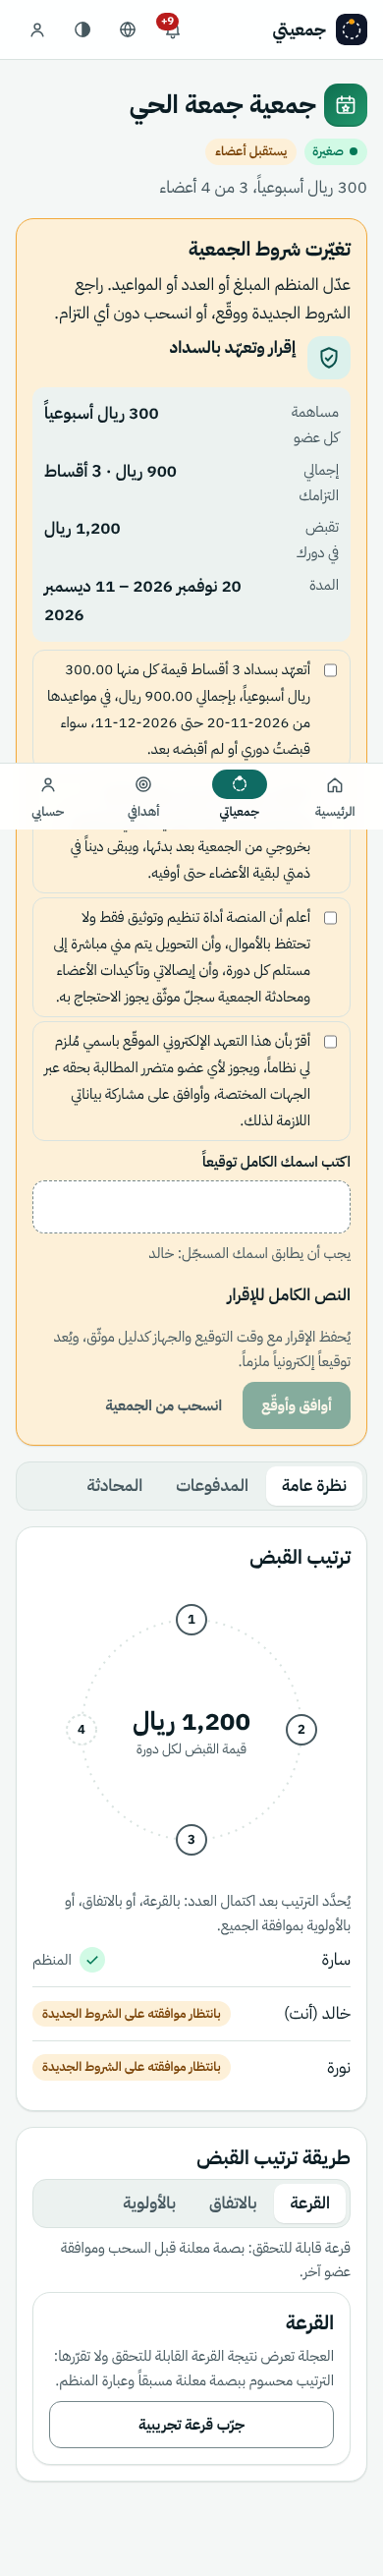 جمعيتي
9+
جمعية جمعة الحي
صغيرة
يستقبل أعضاء
300 ريال أسبوعياً، 3 من 4 أعضاء
تغيّرت شروط الجمعية
عدّل المنظم المبلغ أو العدد أو المواعيد. راجع
الشروط الجديدة ووقّع، أو انسحب دون أي التزام.
إقرار وتعهّد بالسداد
مساهمة كل عضو
300 ريال أسبوعياً
إجمالي التزامك
900 ريال · 3 أقساط
تقبض في دورك
1,200 ريال
المدة
20 نوفمبر 2026 – 11 ديسمبر
2026
أتعهّد بسداد 3 أقساط قيمة كل منها 300.00
ريال أسبوعياً، بإجمالي 900.00 ريال، في مواعيدها
من 2026-11-20 حتى 2026-12-11، سواء
قبضتُ دوري أو لم أقبضه بعد.
الرئيسية
جمعياتي
أهدافي
حسابي
بخروجي من الجمعية بعد بدئها، ويبقى ديناً في
ذمتي لبقية الأعضاء حتى أوفيه.
أعلم أن المنصة أداة تنظيم وتوثيق فقط ولا
تحتفظ بالأموال، وأن التحويل يتم مني مباشرة إلى
مستلم كل دورة، وأن إيصالاتي وتأكيدات الأعضاء
ومحادثة الجمعية سجلّ موثّق يجوز الاحتجاج به.
أقرّ بأن هذا التعهد الإلكتروني الموقّع باسمي مُلزم
لي نظاماً، ويجوز لأي عضو متضرر المطالبة بحقه عبر
الجهات المختصة، وأوافق على مشاركة بياناتي
اللازمة لذلك.
اكتب اسمك الكامل توقيعاً
يجب أن يطابق اسمك المسجّل: خالد
النص الكامل للإقرار
يُحفظ الإقرار مع وقت التوقيع والجهاز كدليل موثّق، ويُعد
توقيعاً إلكترونياً ملزماً.
أوافق وأوقّع
انسحب من الجمعية
نظرة عامة
المدفوعات
المحادثة
ترتيب القبض
1
2
3
4
1,200 ريال
قيمة القبض لكل دورة
يُحدَّد الترتيب بعد اكتمال العدد: بالقرعة، أو بالاتفاق، أو
بالأولوية بموافقة الجميع.
سارة
المنظم
خالد (أنت)
بانتظار موافقته على الشروط الجديدة
نورة
بانتظار موافقته على الشروط الجديدة
طريقة ترتيب القبض
القرعة
بالاتفاق
بالأولوية
قرعة قابلة للتحقق: بصمة معلنة قبل السحب وموافقة
عضو آخر.
القرعة
العجلة تعرض نتيجة القرعة القابلة للتحقق ولا تقرّرها:
الترتيب محسوم ببصمة معلنة مسبقاً وعبارة المنظم.
جرّب قرعة تجريبية